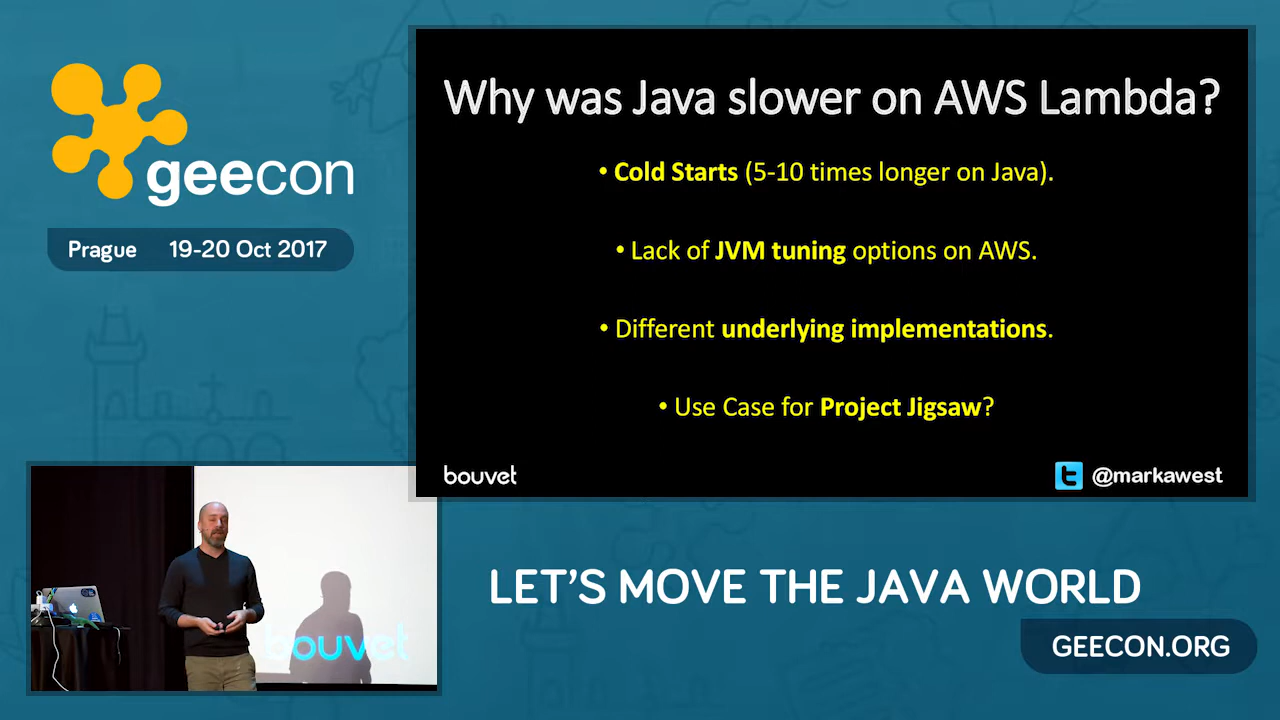 geecon
Prague 19-20 Oct 2017
Why was Java slower on AWS Lambda?
• Cold Starts (5-10 times longer on Java).
• Lack of JVM tuning options on AWS.
• Different underlying implementations.
• Use Case for Project Jigsaw?
bouvet
@markawest
bouvet
LET'S MOVE THE JAVA WORLD
GEECON.ORG